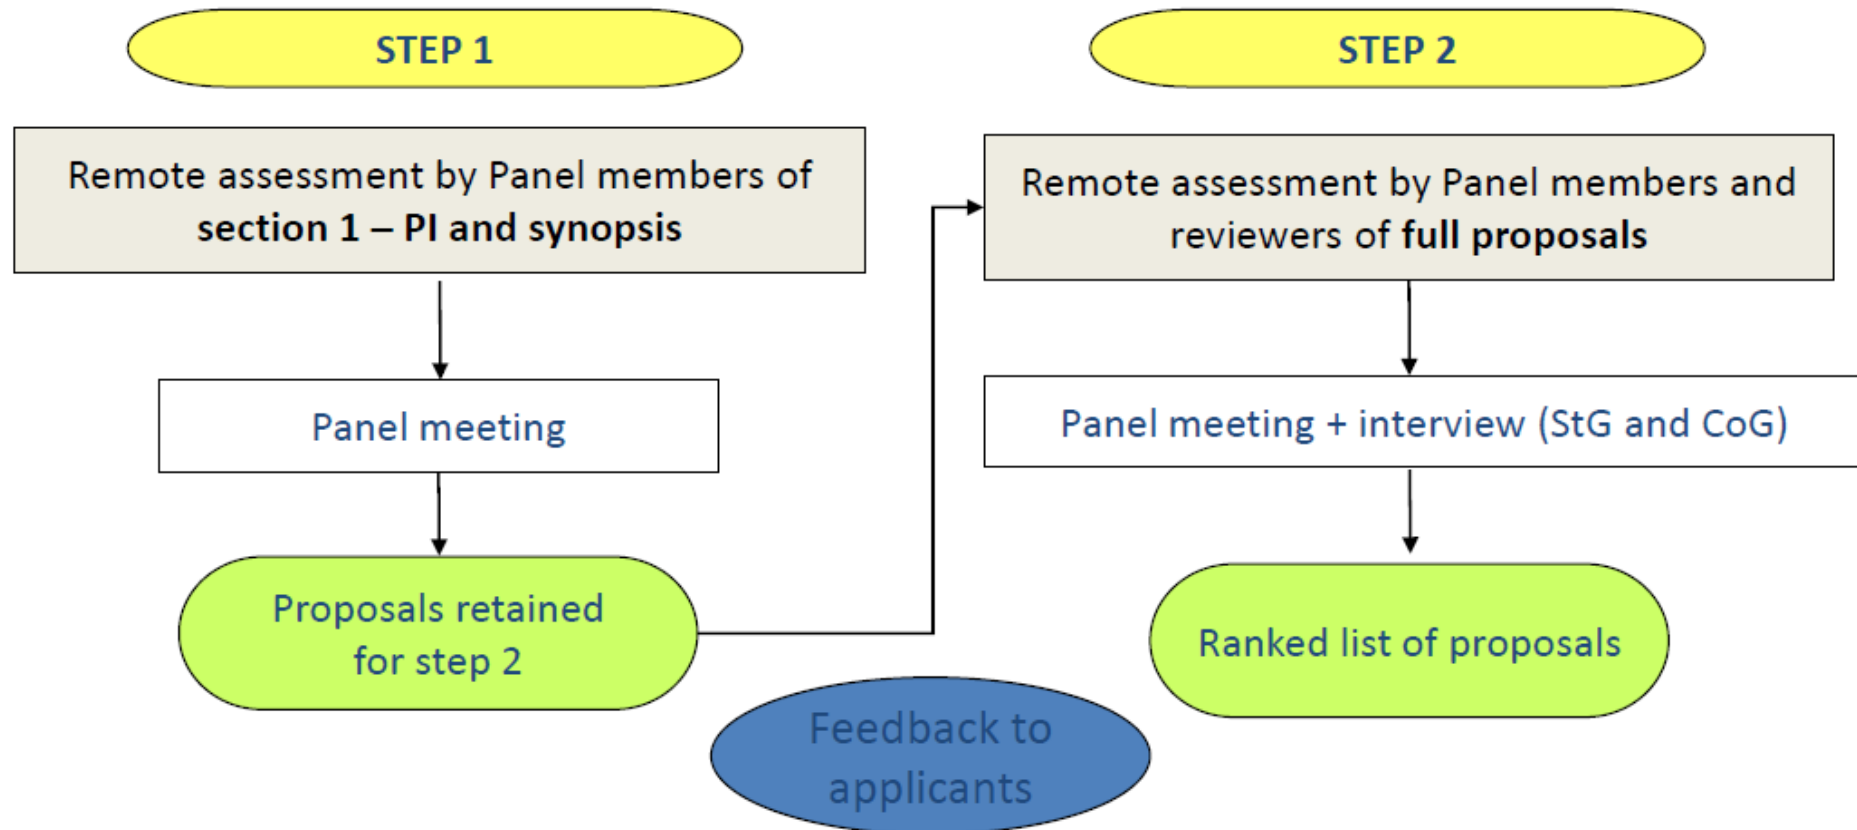 STEP 1
Remote assessment by Panel members of
section 1 – PI and synopsis
Panel meeting
Proposals retained
for step 2
STEP 2
Remote assessment by Panel members and
reviewers of full proposals
Panel meeting + interview (StG and CoG)
Ranked list of proposals
Feedback to
applicants